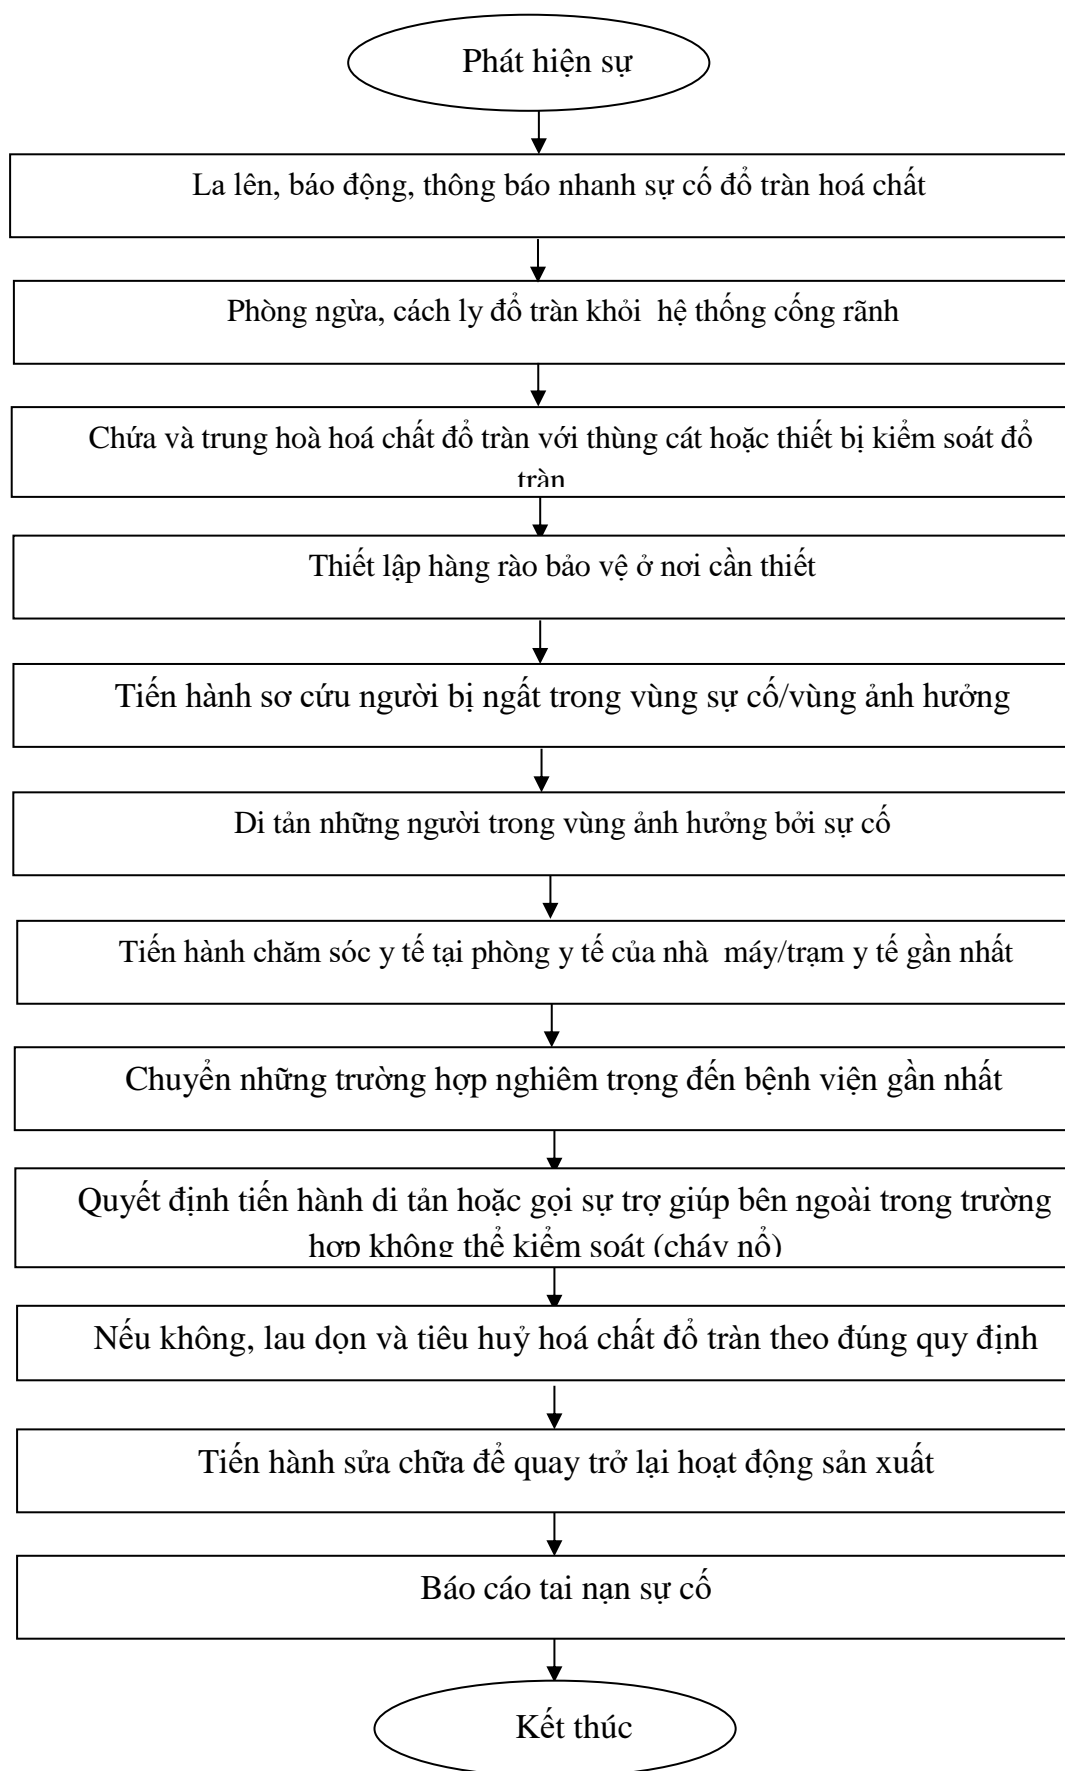 Phát hiện sự
La lên, báo động, thông báo nhanh sự cố đổ tràn hoá chất
Phòng ngừa, cách ly đổ tràn khỏi hệ thống cống rãnh
Chứa và trung hoà hoá chất đổ tràn với thùng cát hoặc thiết bị kiểm soát đổ
tràn
Thiết lập hàng rào bảo vệ ở nơi cần thiết
Tiến hành sơ cứu người bị ngất trong vùng sự cố/vùng ảnh hưởng
Di tản những người trong vùng ảnh hưởng bởi sự cố
Tiến hành chăm sóc y tế tại phòng y tế của nhà máy/trạm y tế gần nhất
Chuyển những trường hợp nghiêm trọng đến bệnh viện gần nhất
Quyết định tiến hành di tản hoặc gọi sự trợ giúp bên ngoài trong trường
hợp không thể kiểm soát (cháy nổ)
Nếu không, lau dọn và tiêu huỷ hoá chất đổ tràn theo đúng quy định
Tiến hành sửa chữa để quay trở lại hoạt động sản xuất
Báo cáo tai nạn sự cố
Kết thúc